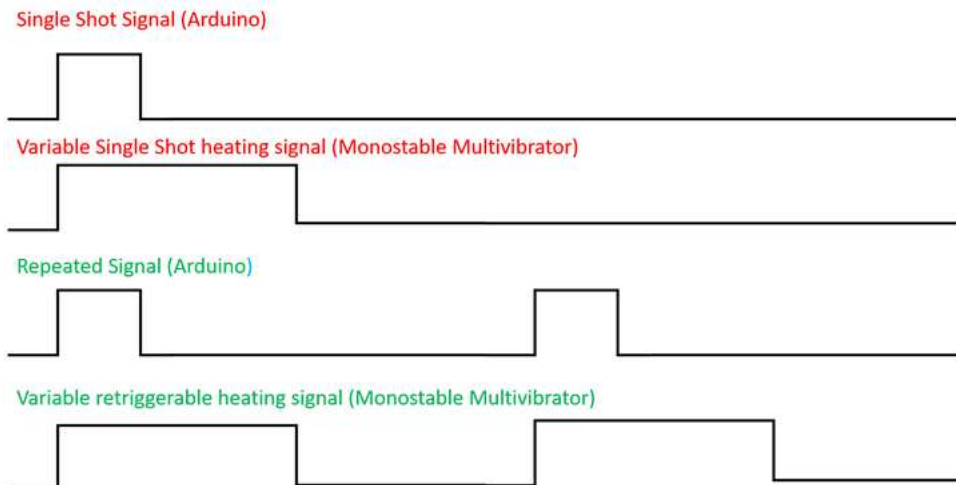 Single Shot Signal (Arduino)
Variable Single Shot heating signal (Monostable Multivibrator)
Repeated Signal (Arduino)
Variable retriggerable heating signal (Monostable Multivibrator)